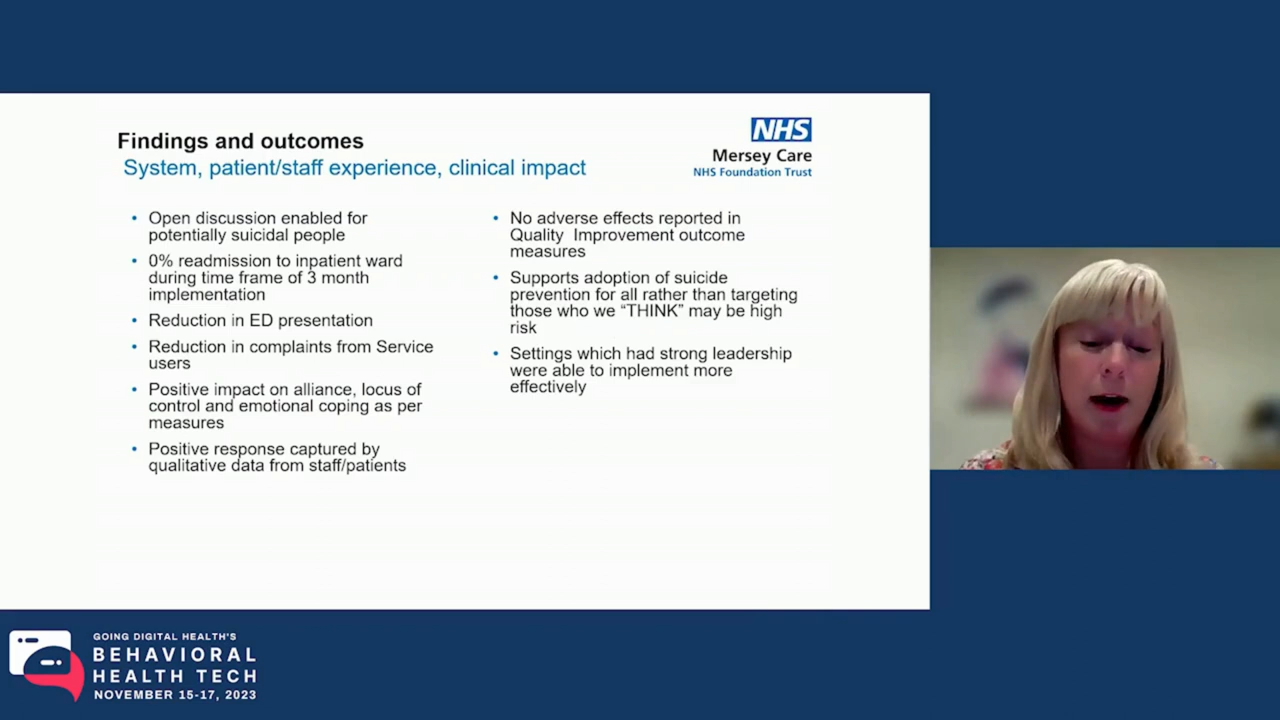 Findings and outcomes
System, patient/staff experience, clinical impact
NHS
Mersey Care
NHS Foundation Trust
• Open discussion enabled for
potentially suicidal people
• 0% readmission to inpatient ward
during time frame of 3 month
implementation
• Reduction in ED presentation
• Reduction in complaints from Service
users
• Positive impact on alliance, locus of
control and emotional coping as per
measures
• Positive response captured by
qualitative data from staff/patients
• No adverse effects reported in
Quality Improvement outcome
measures
• Supports adoption of suicide
prevention for all rather than targeting
those who we “THINK” may be high
risk
• Settings which had strong leadership
were able to implement more
effectively
GOING DIGITAL HEALTH'S
BEHAVIORAL
HEALTH TECH
NOVEMBER 15-17, 2023